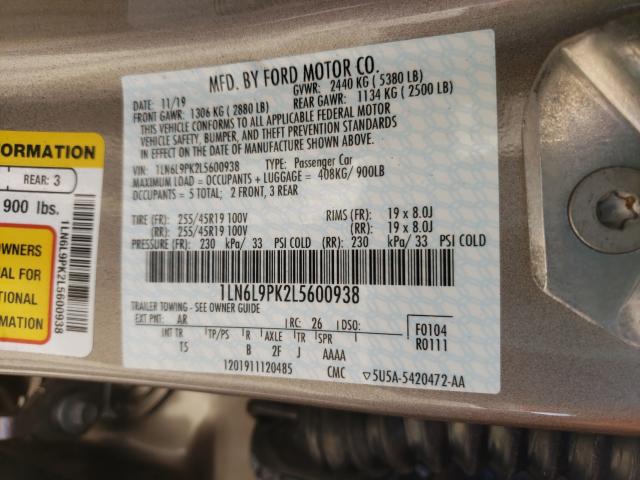 MFD. BY FORD MOTOR CO.
DATE: 11/19
GVWR: 2440 KG ( 5380 LB)
FRONT GAWR: 1306 KG ( 2880 LB)
REAR GAWR: 1134 KG ( 2500 LB)
THIS VEHICLE CONFORMS TO ALL APPLICABLE FEDERAL MOTOR
VEHICLE SAFETY, BUMPER, AND THEFT PREVENTION STANDARDS
IN EFFECT ON THE DATE OF MANUFACTURE SHOWN ABOVE.
VIN: 1LN6L9PK2L5600938 TYPE: Passenger Car
MAXIMUM LOAD = OCCUPANTS + LUGGAGE = 408KG/ 900LB
OCCUPANTS = 5 TOTAL; 2 FRONT, 3 REAR
TIRE (FR): 255/45R19 100V RIMS (FR): 19 x 8.0J
(RR): 255/45R19 100V (RR): 19 x 8.0J
PRESSURE (FR): 230 kPa/ 33 PSI COLD (RR) 230 kPa/ 33 PSI COLD
1LN6L9PK2L5600938
TRAILER TOWING - SEE OWNER GUIDE
EXT PNT: AR RC: 26 DSO:
INT TR TP/PS R AXLE TR SPR
T5 B 2F J AAAA
F0104
R0111
1201911120485 CMC ▽5U5A-5420472-AA
FORMATION
REAR: 3
900 lbs.
OWNERS
AL FOR
TIONAL
RMATION
1LN6L9PK2L5600938